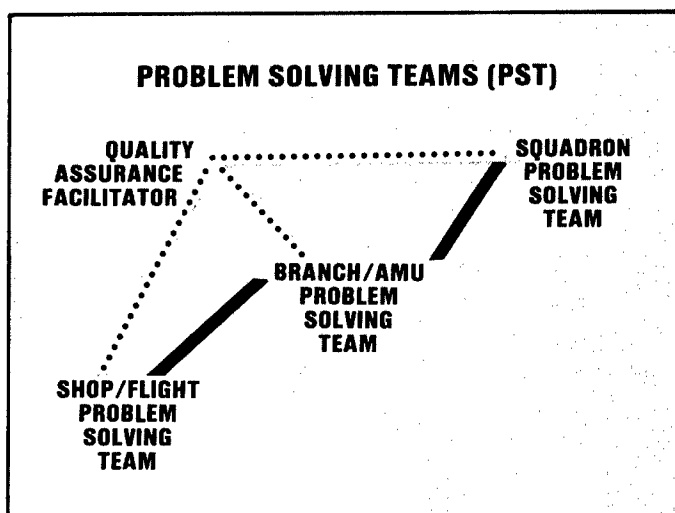 PROBLEM SOLVING TEAMS (PST)
QUALITY
ASSURANCE
FACILITATOR
SQUADRON
PROBLEM
SOLVING
TEAM
BRANCH/AMU
PROBLEM
SOLVING
TEAM
SHOP/FLIGHT
PROBLEM
SOLVING
TEAM